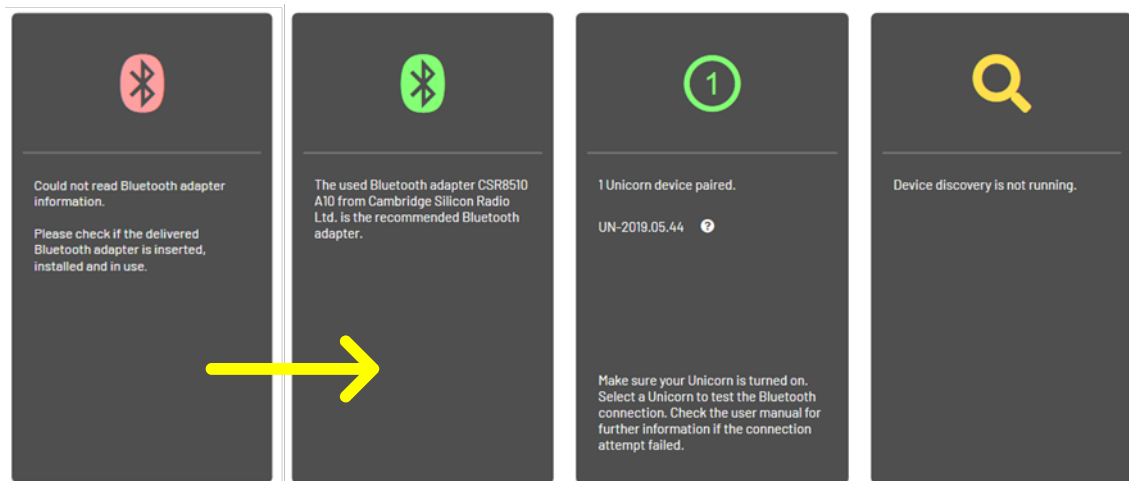 Could not read Bluetooth adapter
information.
Please check if the delivered
Bluetooth adapter is inserted,
installed and in use.
The used Bluetooth adapter CSR8510
A10 from Cambridge Silicon Radio
Ltd. is the recommended Bluetooth
adapter.
1
1 Unicorn device paired.
UN-2019.05.44 ?
Make sure your Unicorn is turned on.
Select a Unicorn to test the Bluetooth
connection. Check the user manual for
further information if the connection
attempt failed.
Device discovery is not running.